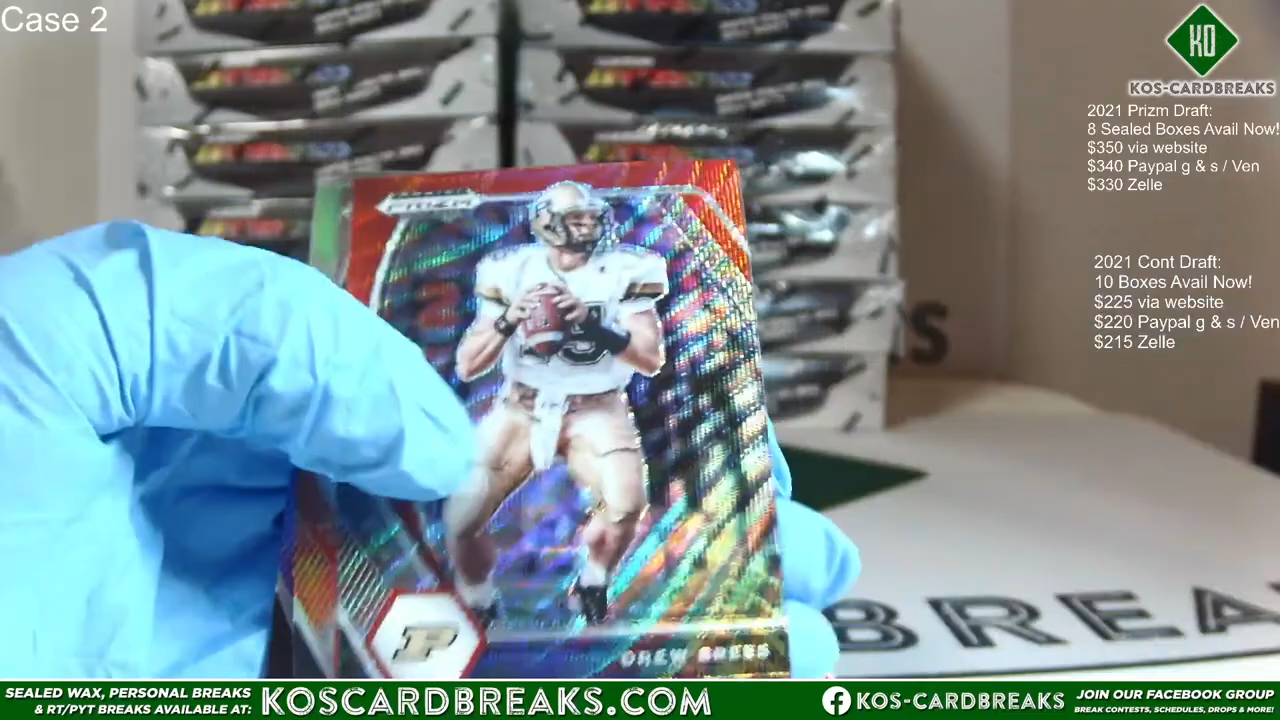 Case 2
KO
KOS-CARDBREAKS
2021 Prizm Draft:
8 Sealed Boxes Avail Now!
$350 via website
$340 Paypal g & s / Ven
$330 Zelle
2021 Cont Draft:
10 Boxes Avail Now!
$225 via website
$220 Paypal g & s / Ven
$215 Zelle
PRIZM
P
DREW BREES
BREA
SEALED WAX, PERSONAL BREAKS
& RT/PYT BREAKS AVAILABLE AT:
KOSCARDBREAKS.COM
KOS-CARDBREAKS
JOIN OUR FACEBOOK GROUP
BREAK CONTESTS, SCHEDULES, DROPS & MORE!